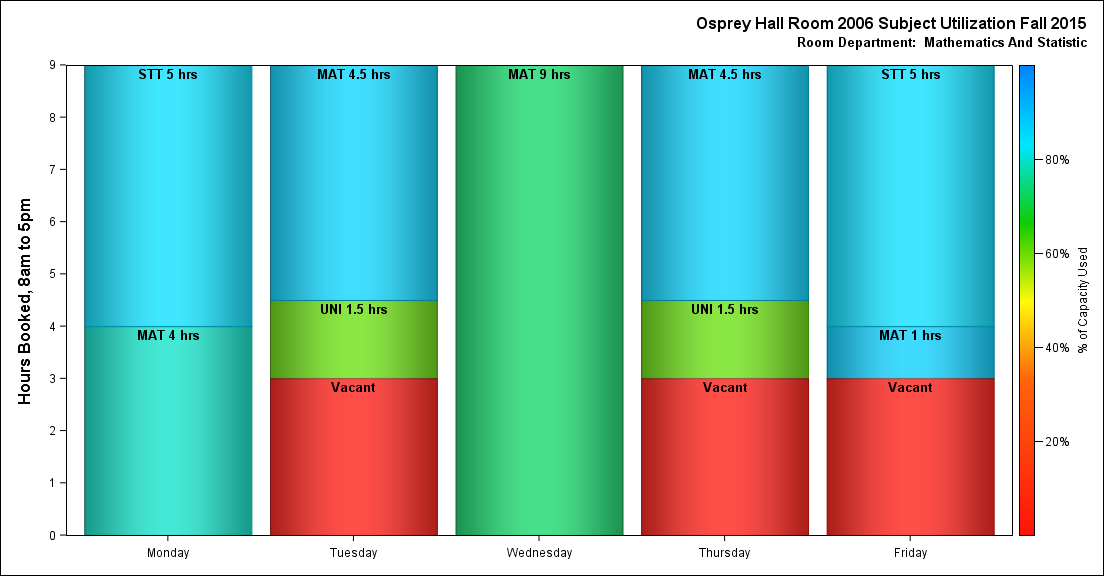 Osprey Hall Room 2006 Subject Utilization Fall 2015
Room Department:  Mathematics And Statistic
Hours Booked, 8am to 5pm
9
8
7
6
5
4
3
2
1
0
STT 5 hrs
MAT 4 hrs
MAT 4.5 hrs
UNI 1.5 hrs
Vacant
MAT 9 hrs
MAT 4.5 hrs
UNI 1.5 hrs
Vacant
STT 5 hrs
MAT 1 hrs
Vacant
Monday
Tuesday
Wednesday
Thursday
Friday
80%
60%
40%
20%
% of Capacity Used